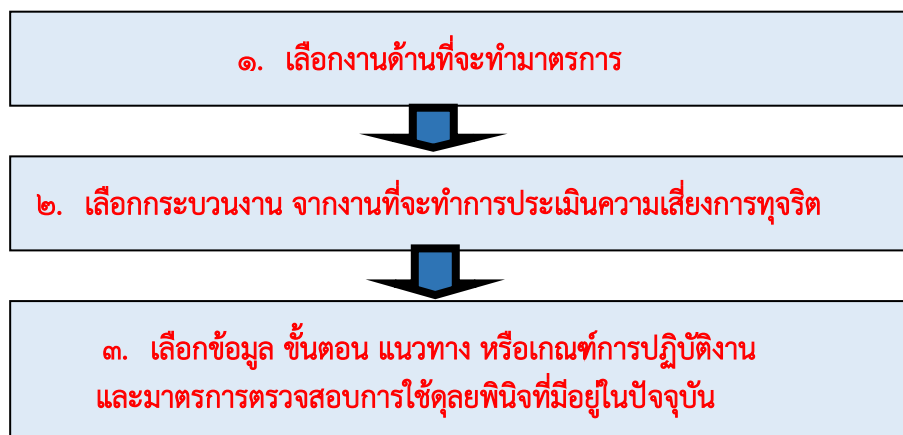 ๑. เลือกงานด้านที่จะทำมาตรการ
๒. เลือกกระบวนงาน จากงานที่จะทำการประเมินความเสี่ยงการทุจริต
๓. เลือกข้อมูล ขั้นตอน แนวทาง หรือเกณฑ์การปฏิบัติงาน
และมาตรการตรวจสอบการใช้ดุลยพินิจที่มีอยู่ในปัจจุบัน